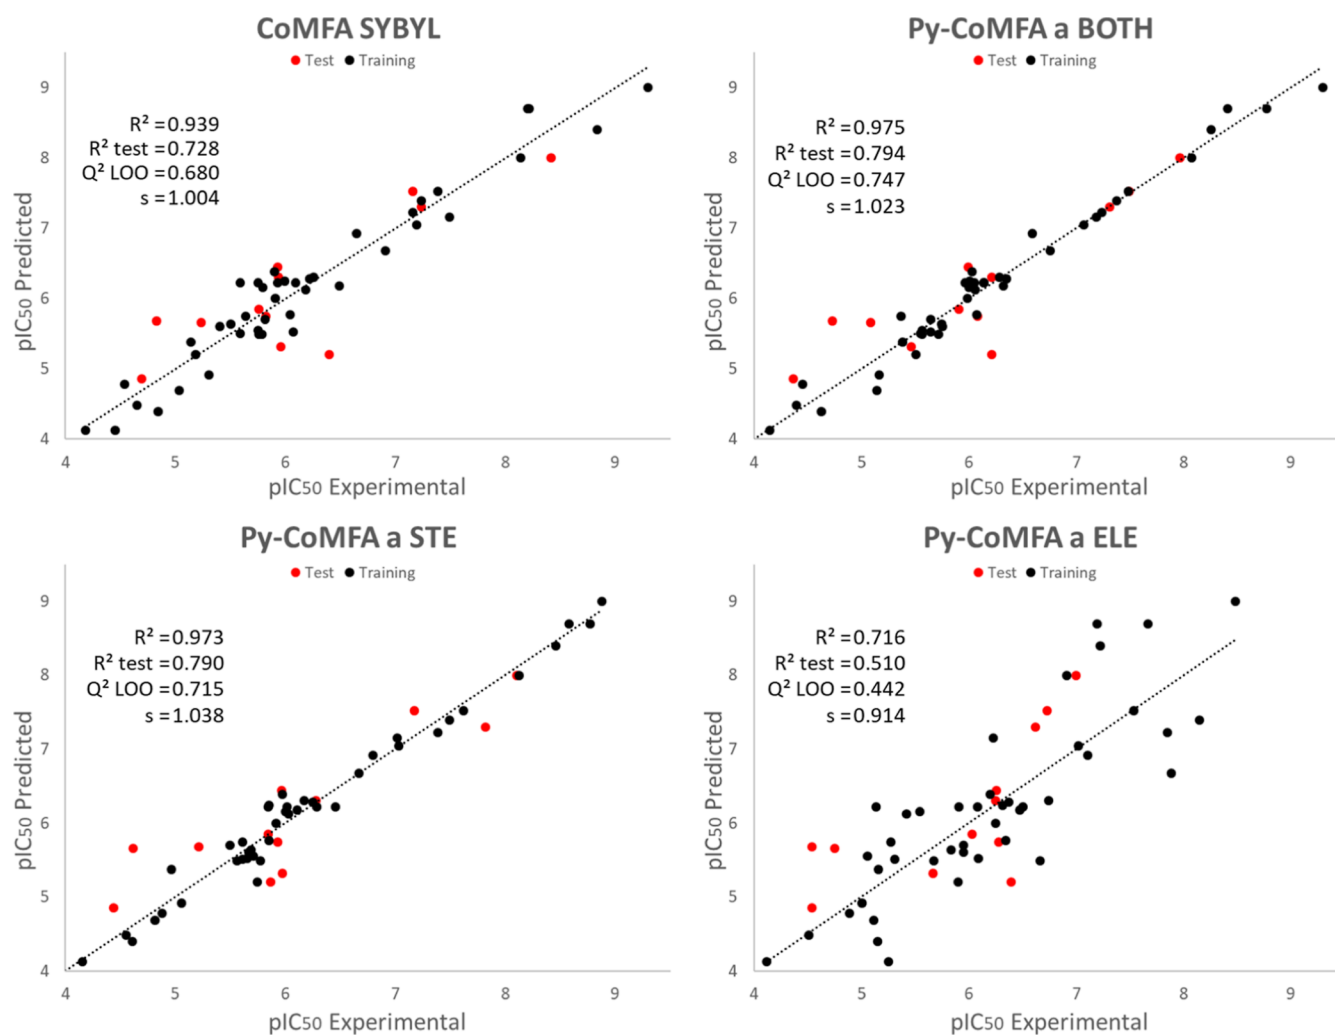 CoMFA SYBYL
Test Training
R² =0.939
R² test =0.728
Q² LOO =0.680
s =1.004
pIC50 Predicted
9
8
7
6
5
4
4 5 6 7 8 9
pIC50 Experimental
Py-CoMFA a BOTH
Test Training
R² =0.975
R² test =0.794
Q² LOO =0.747
s =1.023
pIC50 Predicted
9
8
7
6
5
4
4 5 6 7 8 9
pIC50 Experimental
Py-CoMFA a STE
Test Training
R² =0.973
R² test =0.790
Q² LOO =0.715
s =1.038
pIC50 Predicted
9
8
7
6
5
4
4 5 6 7 8 9
pIC50 Experimental
Py-CoMFA a ELE
Test Training
R² =0.716
R² test =0.510
Q² LOO =0.442
s =0.914
pIC50 Predicted
9
8
7
6
5
4
4 5 6 7 8 9
pIC50 Experimental